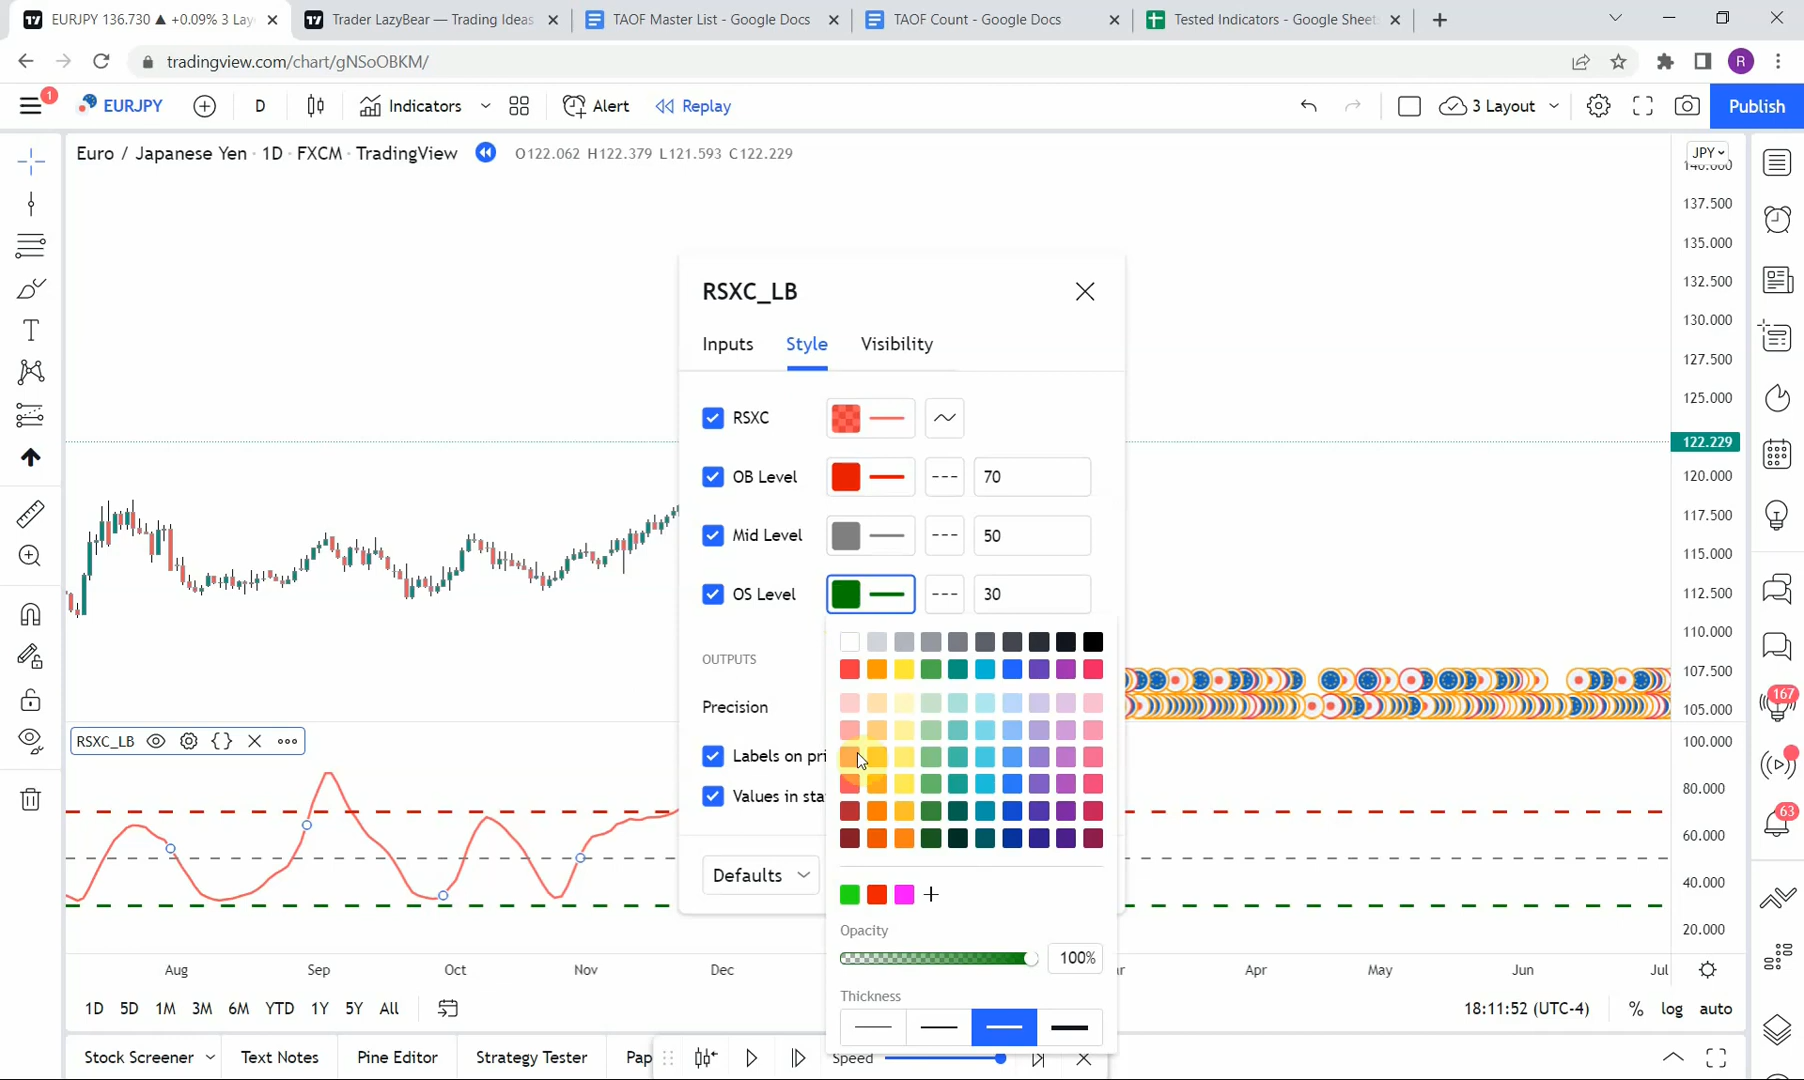 EURJPY 136.730 ▲ +0.09% 3 Lay
Trader LazyBear — Trading Ideas
TAOF Master List - Google Docs
TAOF Count - Google Docs
Tested Indicators - Google Sheets
tradingview.com/chart/gNSoOBKM/
R
1
EURJPY
D
Indicators
Alert
Replay
3 Layout
Publish
Euro / Japanese Yen · 1D · FXCM · TradingView
O122.062 H122.379 L121.593 C122.229
JPY
140.000
137.500
135.000
132.500
130.000
127.500
125.000
122.229
120.000
117.500
115.000
112.500
110.000
107.500
105.000
RSXC_LB
Inputs
Style
Visibility
RSXC
OB Level
70
Mid Level
50
OS Level
30
OUTPUTS
Precision
Labels on pri
Values in sta
Defaults
Opacity
100%
Thickness
RSXC_LB
100.000
80.000
60.000
40.000
20.000
Aug
Sep
Oct
Nov
Dec
ar
Apr
May
Jun
Jul
1D
5D
1M
3M
6M
YTD
1Y
5Y
All
18:11:52 (UTC-4)
%
log
auto
Stock Screener
Text Notes
Pine Editor
Strategy Tester
Pap
Speed
167
63